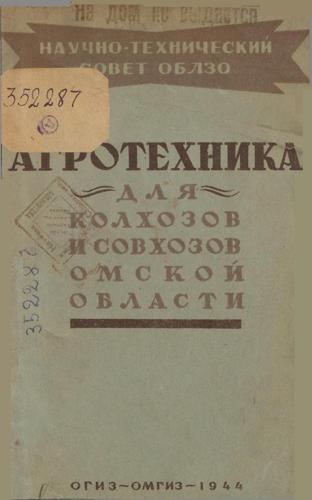 НА ДОМ НЕ ВЫДАЕТСЯ
НАУЧНО-ТЕХНИЧЕСКИЙ
СОВЕТ ОБЛЗО
352287
АГРОТЕХНИКА
ДЛЯ
КОЛХОЗОВ
И СОВХОЗОВ
ОМСКОЙ
ОБЛАСТИ
352287
ОГИЗ-ОМГИЗ-1944